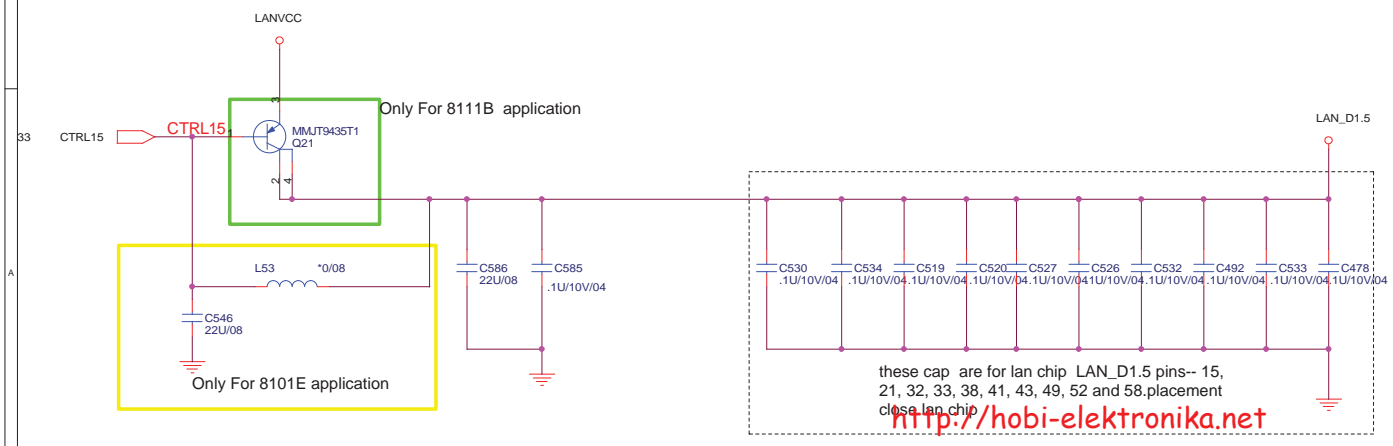 LANVCC
Only For 8111B application
LAN_D1.5
33
CTRL15
CTRL15
1
3
MMJT9435T1
Q21
2
4
A
L53
*0/08
C546
22U/08
Only For 8101E application
C586
22U/08
C585
.1U/10V/04
C530
.1U/10V/04
C534
.1U/10V/04
C519
.1U/10V/04
C520
.1U/10V/04
C527
.1U/10V/04
C526
.1U/10V/04
C532
.1U/10V/04
C492
.1U/10V/04
C533
.1U/10V/04
C478
.1U/10V/04
these cap are for lan chip LAN_D1.5 pins-- 15,
21, 32, 33, 38, 41, 43, 49, 52 and 58.placement
close lan chip
http://hobi-elektronika.net